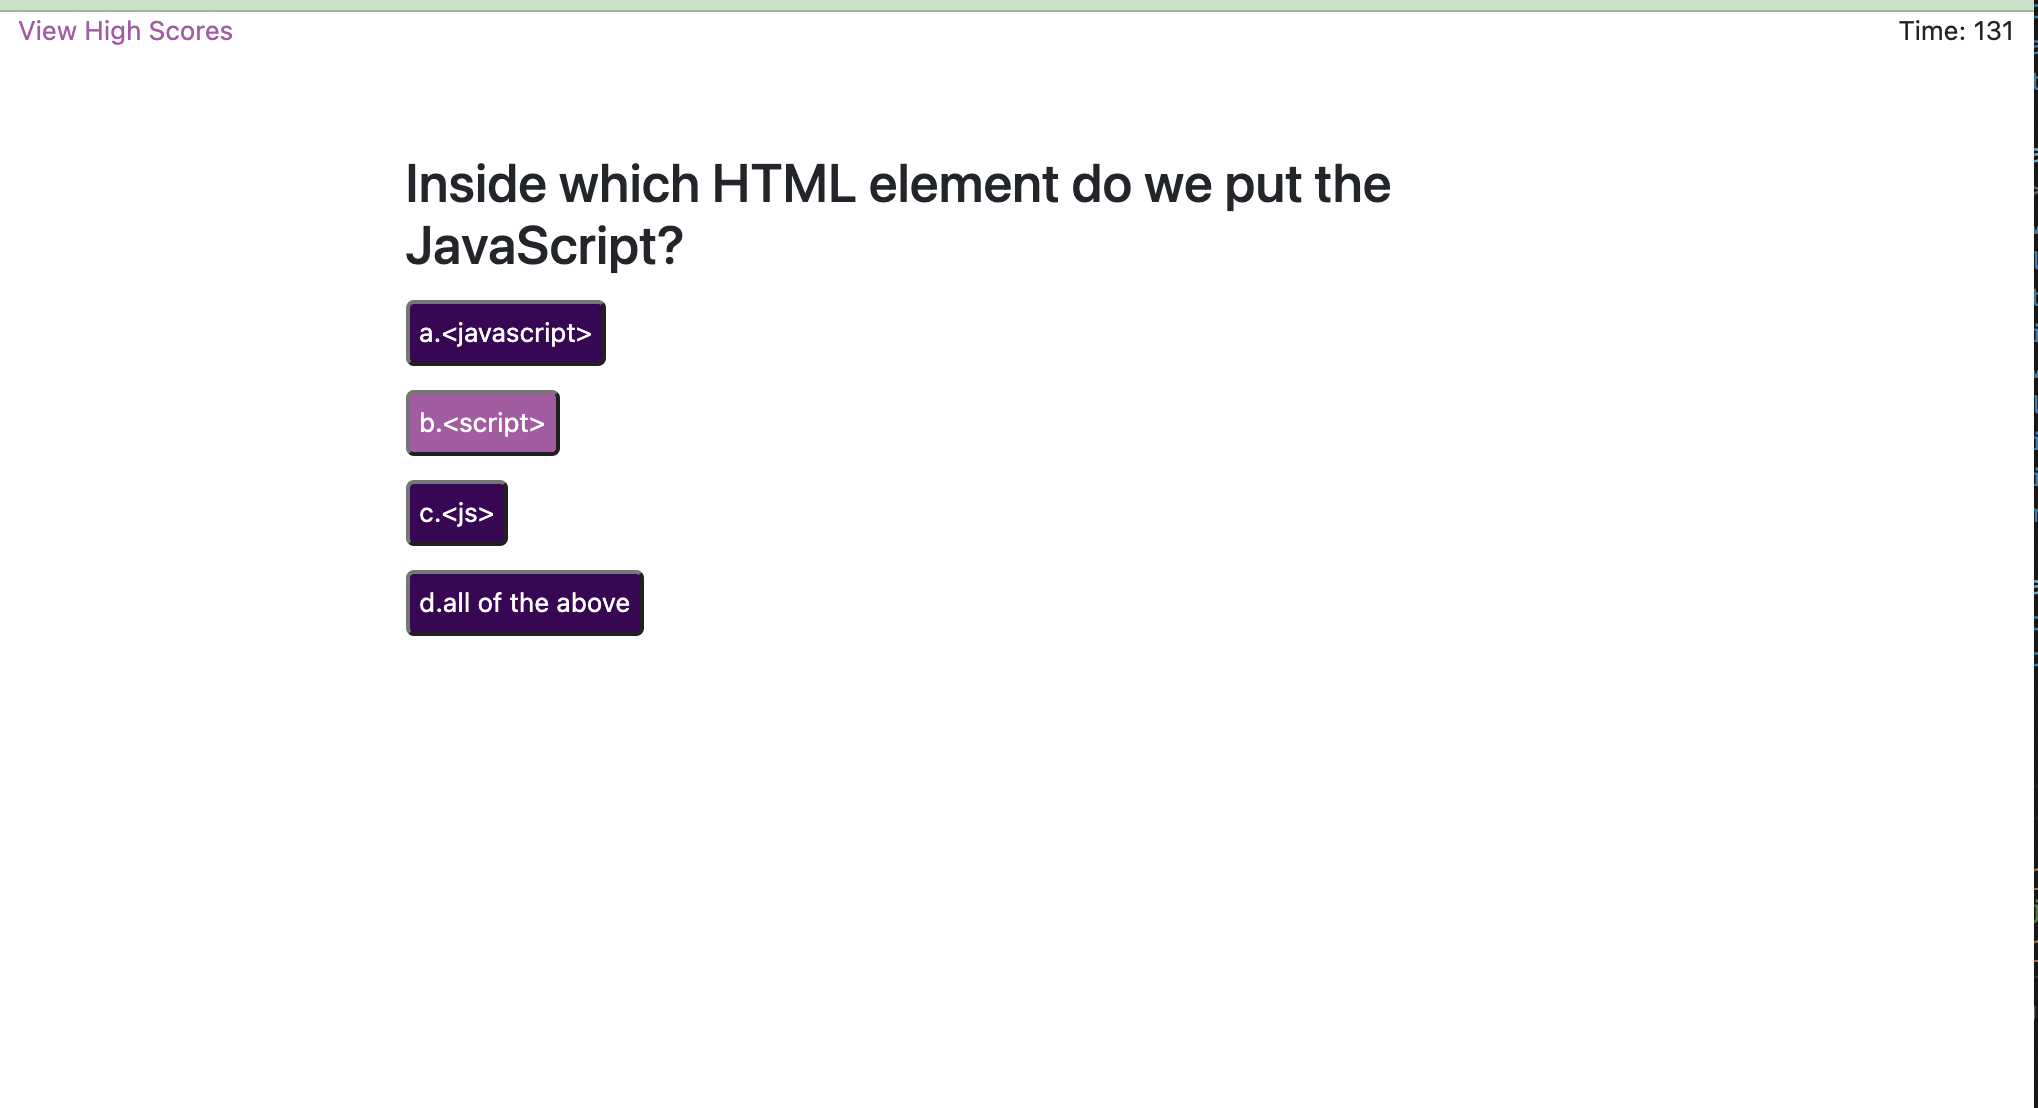 View High Scores
Time: 131
Inside which HTML element do we put the
JavaScript?
a.<javascript>
b.<script>
c.<js>
d.all of the above